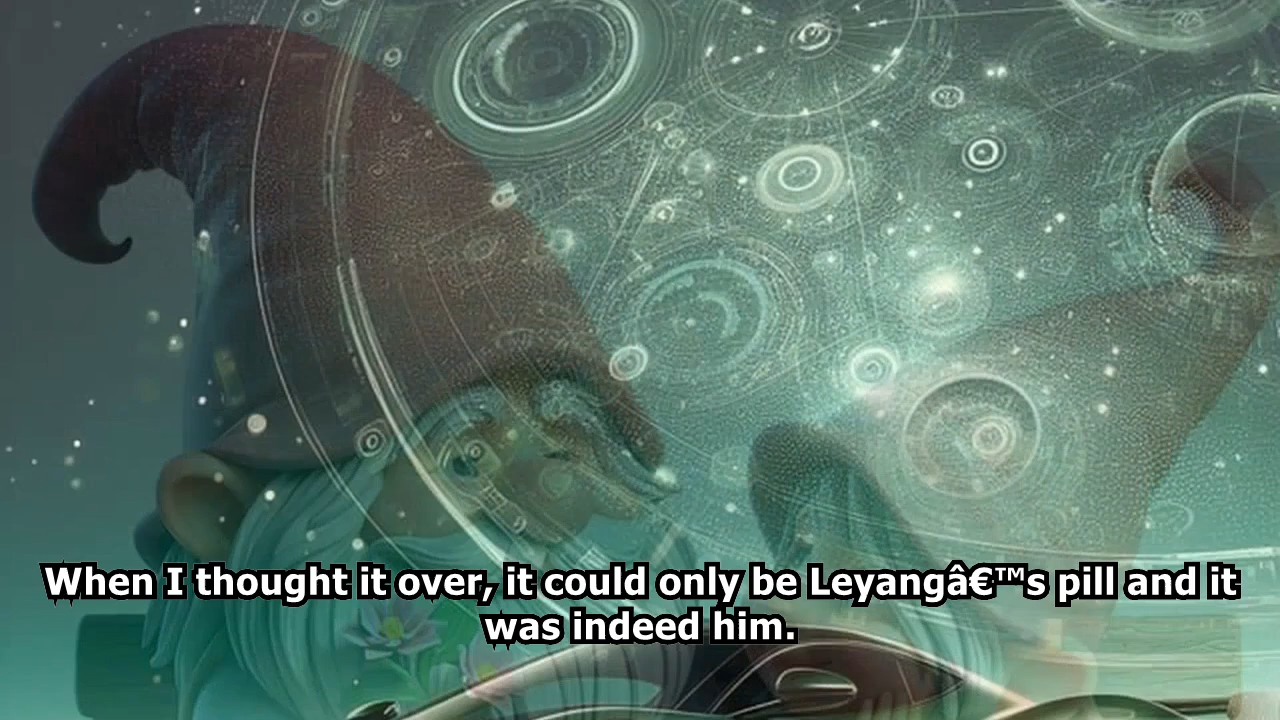 When I thought it over, it could only be Leyangâ€™s pill and it
was indeed him.